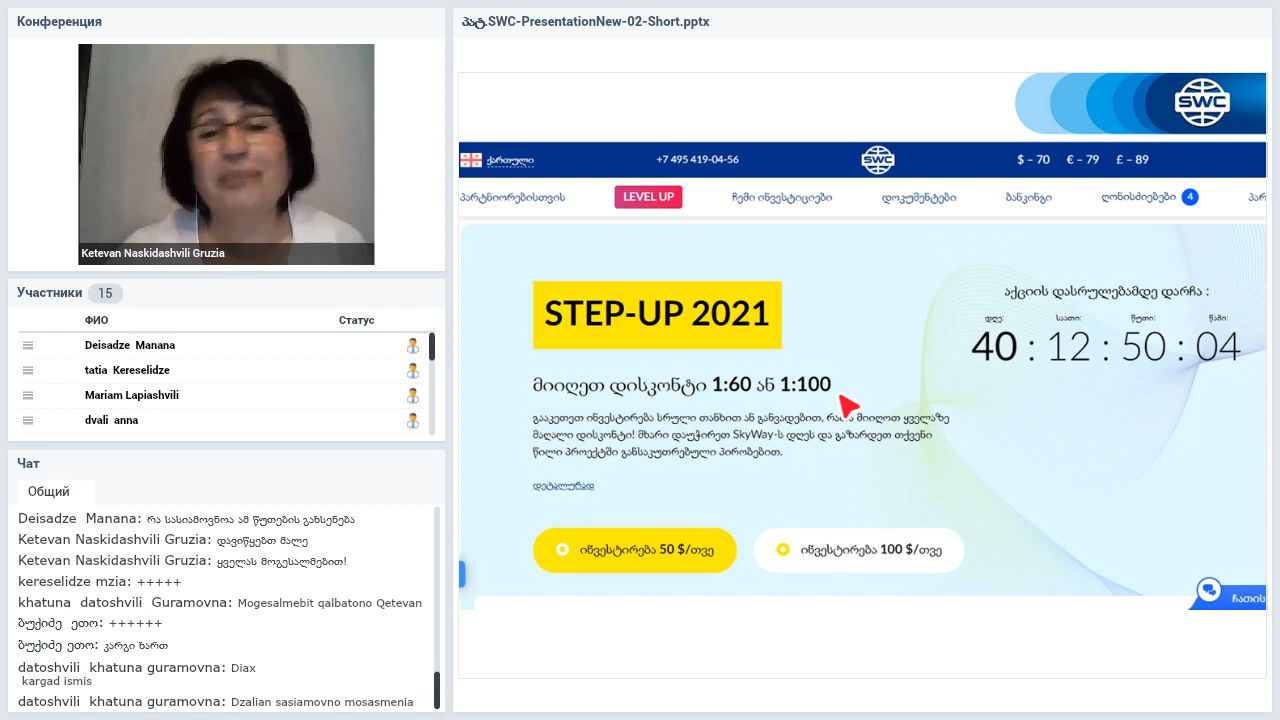 Конференция
Ketevan Naskidashvili Gruzia
Участники 15
ФИО Статус
Deisadze Manana
tatia Kereselidze
Mariam Lapiashvili
dvali anna
Чат
Общий
Deisadze Manana: რა სასიამოვნოა ამ წუთების გახსენება
Ketevan Naskidashvili Gruzia: დავიწყებთ მალე
Ketevan Naskidashvili Gruzia: ყველას მოგესალმებით!
kereselidze mzia: +++++
khatuna datoshvili Guramovna: Mogesalmebit qalbatono Qetevan
ბუქიძე ეთო: ++++++
ბუქიძე ეთო: კარგი ხართ
datoshvili khatuna guramovna: Diax
kargad ismis
datoshvili khatuna guramovna: Dzalian sasiamovno mosasmenia
პატ.SWC-PresentationNew-02-Short.pptx
SWC
ქართული +7 495 419-04-56 SWC $ – 70 € – 79 £ – 89
პარტნიორებისთვის LEVEL UP ჩემი ინვესტიციები დოკუმენტები ბანკინგი ღონისძიებები 4 პარ
STEP-UP 2021
აქციის დასრულებამდე დარჩა :
დღე: საათი: წუთი: წამი:
40 : 12 : 50 : 04
მიიღეთ დისკონტი 1:60 ან 1:100
გააკეთეთ ინვესტირება სრული თანხით ან განვადებით, მიიღოთ ყველაზე
მაღალი დისკონტი! მხარი დაუჭირეთ SkyWay-ს დღეს და გაზარდეთ თქვენი
წილი პროექტში განსაკუთრებული პირობებით.
დეტალურად
ინვესტირება 50 $/თვე ინვესტირება 100 $/თვე
ჩათის